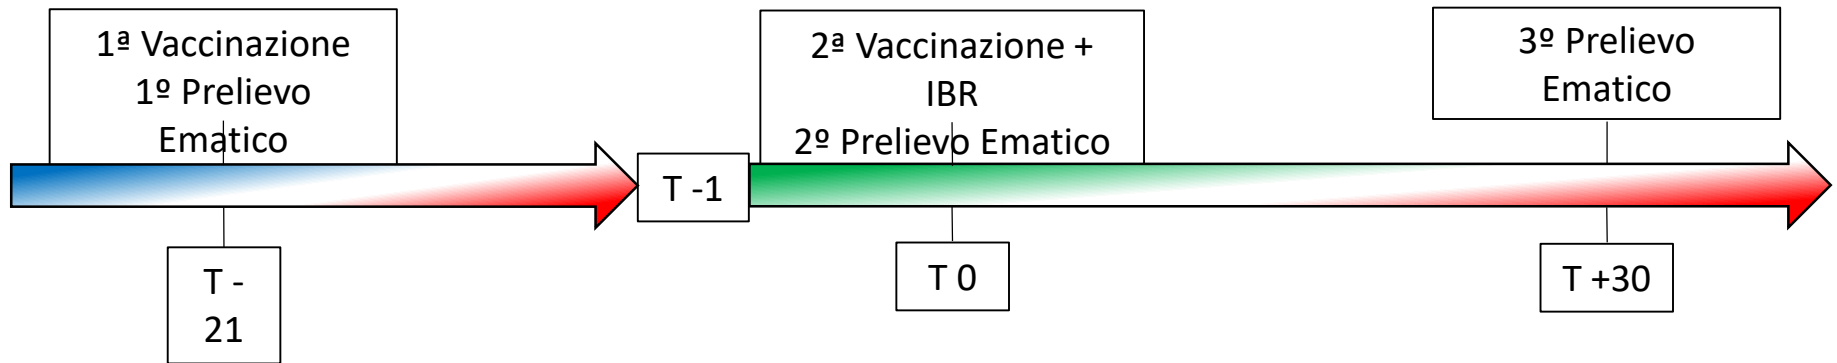 1ª Vaccinazione
1º Prelievo
Ematico
2ª Vaccinazione +
IBR
2º Prelievo Ematico
3º Prelievo
Ematico
T -1
T -
21
T 0
T +30